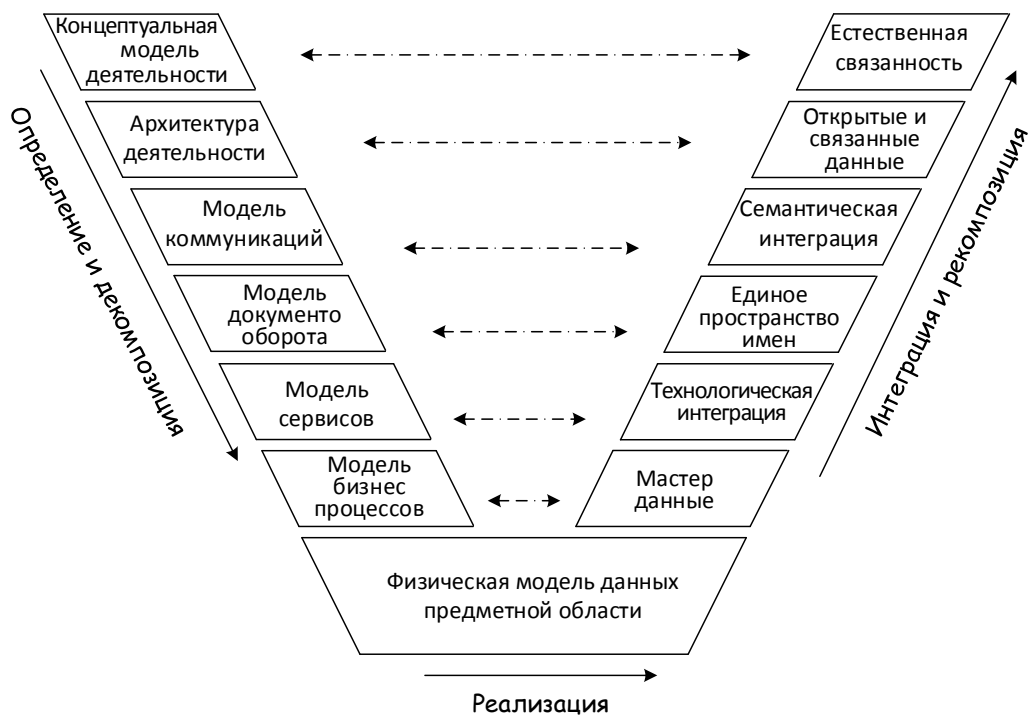 Концептуальная
модель
деятельности
Естественная
связанность
Архитектура
деятельности
Открытые и
связанные
данные
Модель
коммуникаций
Семантическая
интеграция
Модель
документо
оборота
Единое
пространство
имен
Модель
сервисов
Технологическая
интеграция
Модель
бизнес
процессов
Мастер
данные
Физическая модель данных
предметной области
Определение и декомпозиция
Интеграция и рекомпозиция
Реализация